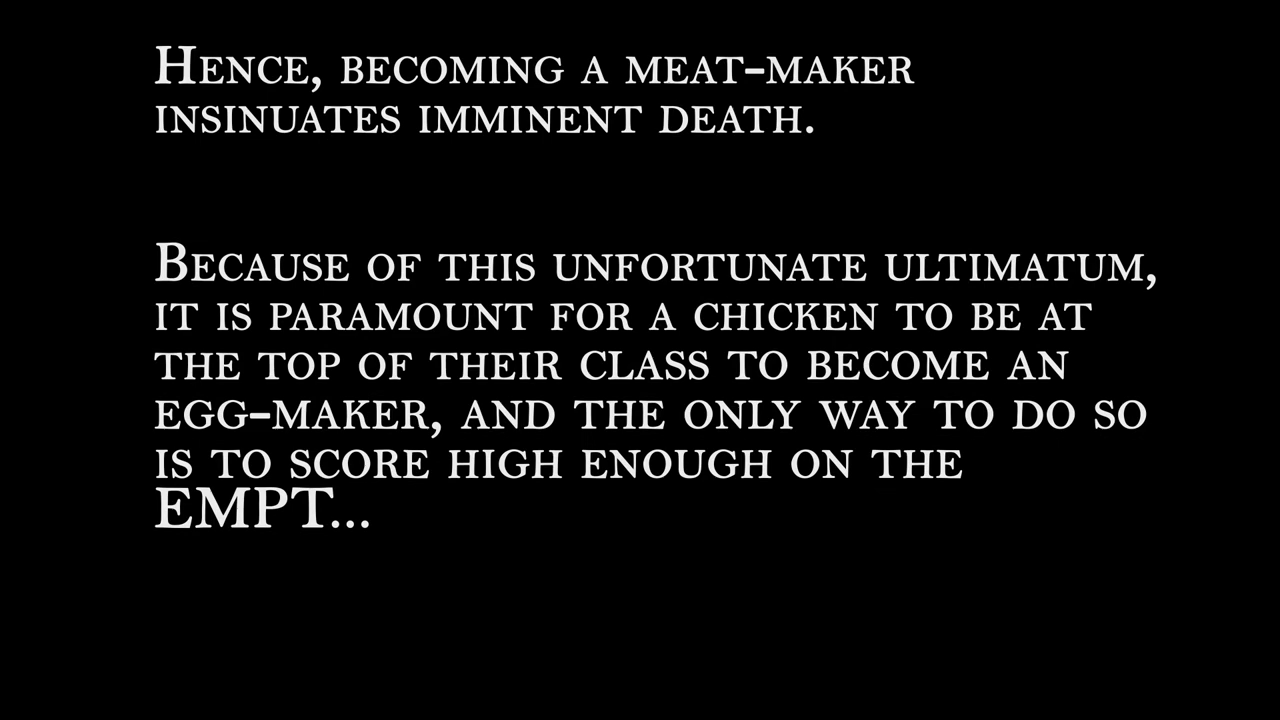 Hence, becoming a meat-maker
insinuates imminent death.
Because of this unfortunate ultimatum,
it is paramount for a chicken to be at
the top of their class to become an
egg-maker, and the only way to do so
is to score high enough on the
EMPT...